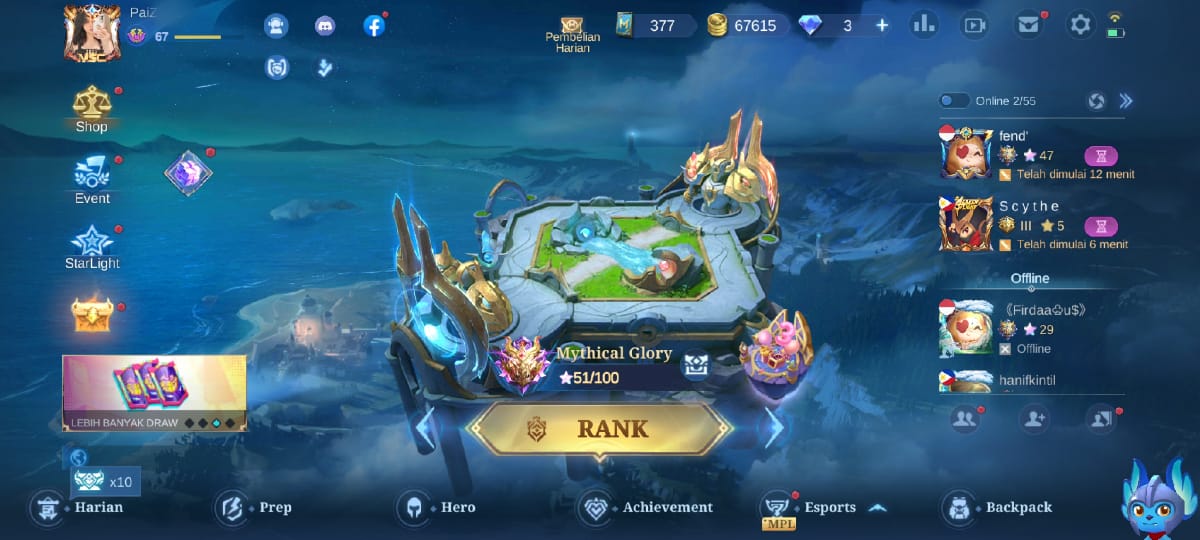 PaiZ
67
NSC
Pembelian
Harian
377
67615
3
Shop
Event
StarLight
LEBIH BANYAK DRAW
x10
Online 2/55
fend'
47
Telah dimulai 12 menit
Scythe
III 5
Telah dimulai 6 menit
Offline
《Firdaa♧u$》
29
Offline
hanifkintil
Mythical Glory
51/100
RANK
Harian
Prep
Hero
Achievement
Esports
MPL
Backpack